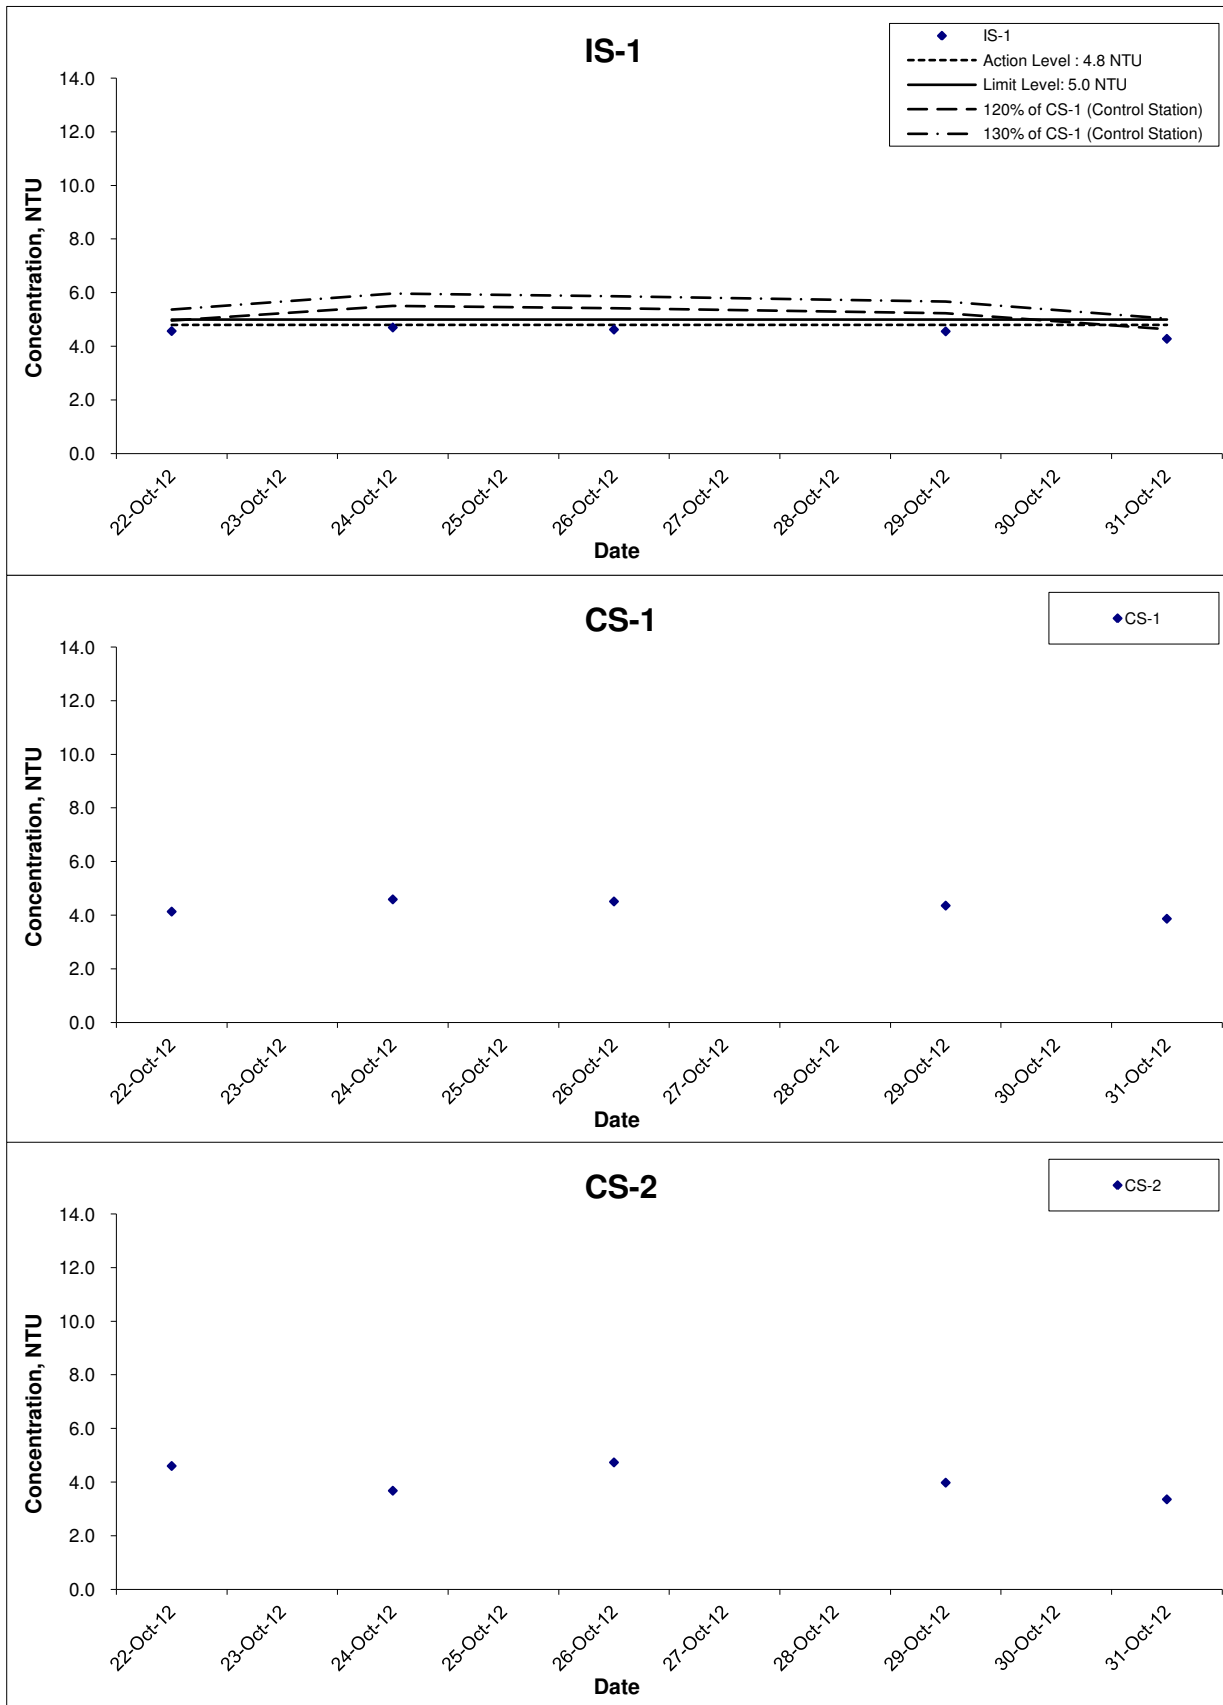 IS-1
IS-1
Action Level : 4.8 NTU
Limit Level: 5.0 NTU
120% of CS-1 (Control Station)
130% of CS-1 (Control Station)
Concentration, NTU
14.0
12.0
10.0
8.0
6.0
4.0
2.0
0.0
22-Oct-12
23-Oct-12
24-Oct-12
25-Oct-12
26-Oct-12
27-Oct-12
28-Oct-12
29-Oct-12
30-Oct-12
31-Oct-12
Date
CS-1
CS-1
Concentration, NTU
14.0
12.0
10.0
8.0
6.0
4.0
2.0
0.0
22-Oct-12
23-Oct-12
24-Oct-12
25-Oct-12
26-Oct-12
27-Oct-12
28-Oct-12
29-Oct-12
30-Oct-12
31-Oct-12
Date
CS-2
CS-2
Concentration, NTU
14.0
12.0
10.0
8.0
6.0
4.0
2.0
0.0
22-Oct-12
23-Oct-12
24-Oct-12
25-Oct-12
26-Oct-12
27-Oct-12
28-Oct-12
29-Oct-12
30-Oct-12
31-Oct-12
Date